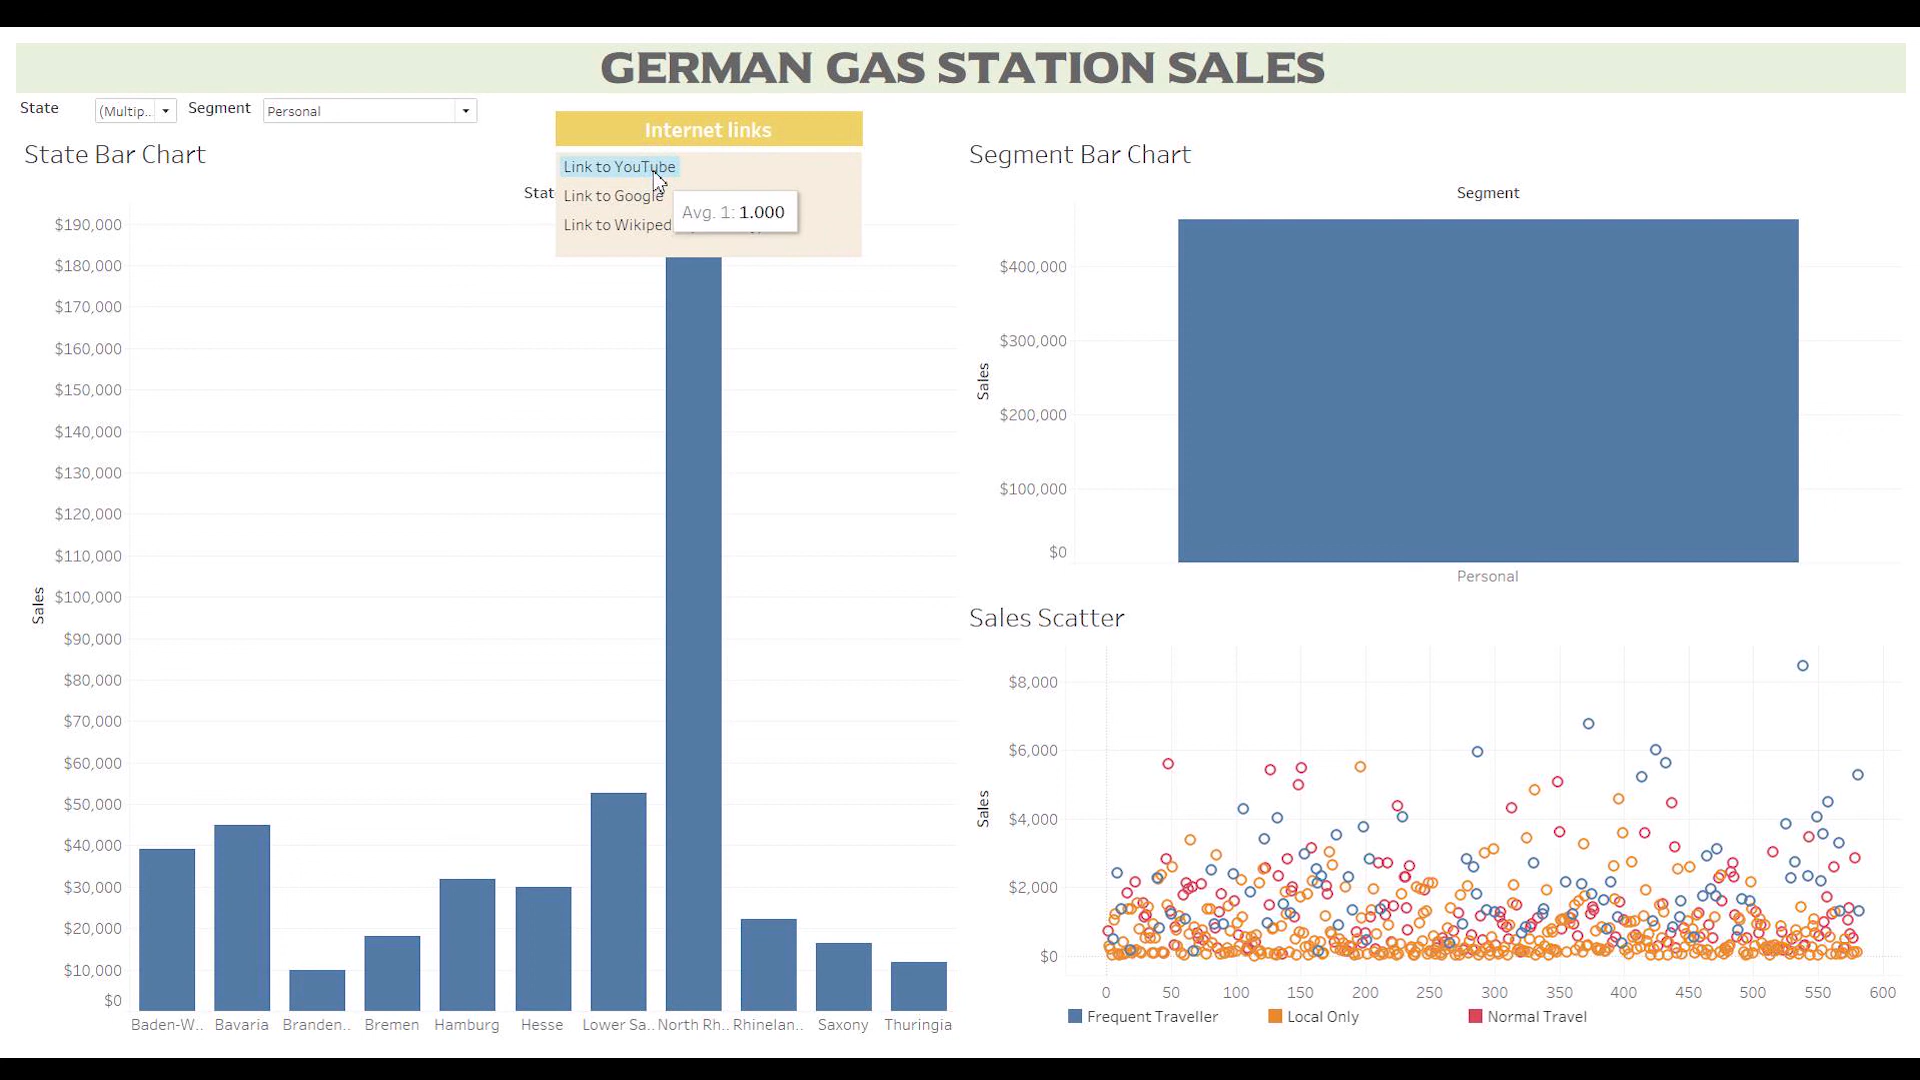 GERMAN GAS STATION SALES
State
(Multip..
Segment
Personal
Internet links
Link to YouTube
Link to Google
Link to Wikiped
Avg. 1: 1.000
State Bar Chart
Stat
$190,000
$180,000
$170,000
$160,000
$150,000
$140,000
$130,000
$120,000
$110,000
$100,000
$90,000
$80,000
$70,000
$60,000
$50,000
$40,000
$30,000
$20,000
$10,000
$0
Sales
Baden-W..
Bavaria
Branden..
Bremen
Hamburg
Hesse
Lower Sa..
North Rh..
Rhinelan..
Saxony
Thuringia
Segment Bar Chart
Segment
$400,000
$300,000
$200,000
$100,000
$0
Sales
Personal
Sales Scatter
$8,000
$6,000
$4,000
$2,000
$0
Sales
0 50 100 150 200 250 300 350 400 450 500 550 600
Frequent Traveller
Local Only
Normal Travel